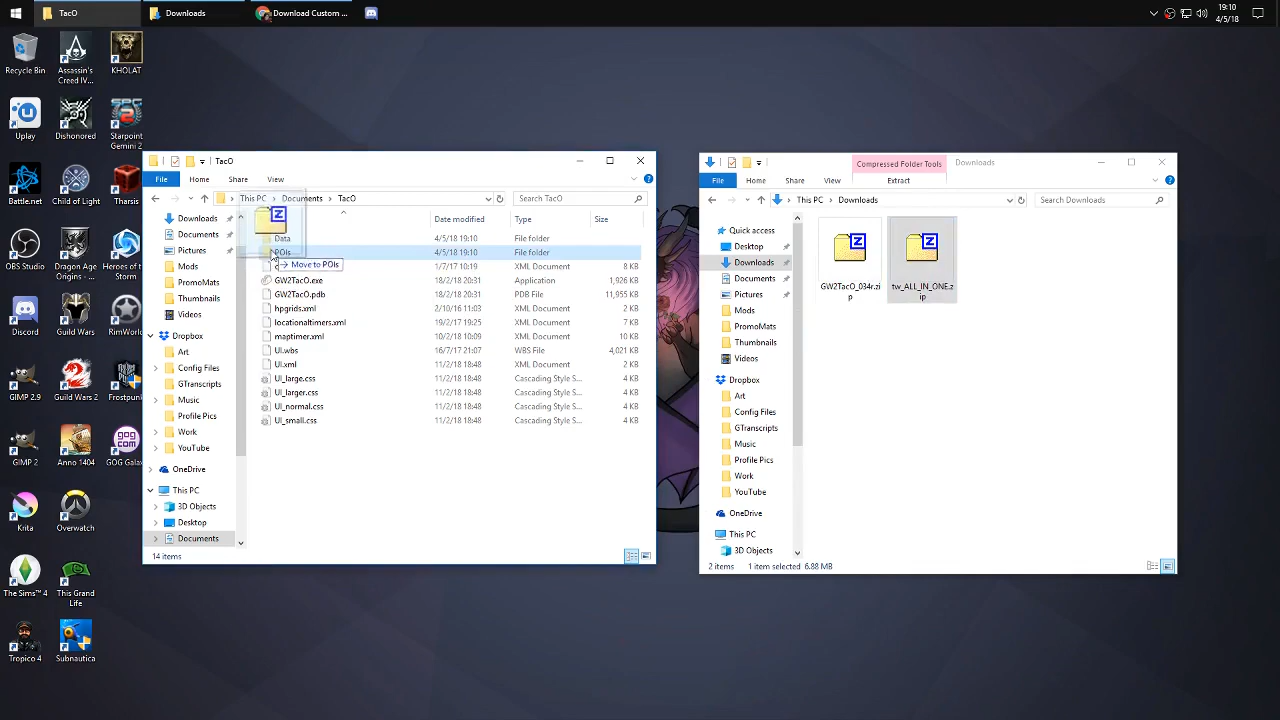 TacO
Downloads
Download Custom ...
19:10
4/5/18
Recycle Bin
Assassin's
Creed IV...
KHOLAT
Uplay
Dishonored
Starpoint
Gemini 2
Battle.net
Child of Light
Tharsis
OBS Studio
Dragon Age
- Origins
Heroes of the
Storm
Discord
Guild Wars
RimWorld
GIMP 2.9
Guild Wars 2
Frostpunk
GIMP 2
Anno 1404
GOG Galaxy
Krita
Overwatch
The Sims™ 4
This Grand
Life
Tropico 4
Subnautica
TacO
File
Home
Share
View
This PC > Documents > TacO
Search TacO
Date modified
Type
Size
Downloads
Documents
Pictures
Mods
PromoMats
Thumbnails
Videos
Dropbox
Art
Config Files
GTranscripts
Music
Profile Pics
Work
YouTube
OneDrive
This PC
3D Objects
Desktop
Documents
Data 4/5/18 19:10 File folder
POIs 4/5/18 19:10 File folder
→ Move to POIs
1/7/17 10:19 XML Document 8 KB
GW2TacO.exe 18/2/18 20:31 Application 1,926 KB
GW2TacO.pdb 18/2/18 20:31 PDB File 11,955 KB
hpgrids.xml 2/10/16 11:03 XML Document 2 KB
locationaltimers.xml 19/2/17 19:25 XML Document 7 KB
maptimer.xml 10/2/18 10:09 XML Document 10 KB
UI.wbs 16/7/17 21:07 WBS File 4,021 KB
UI.xml 11/2/18 18:48 XML Document 2 KB
UI_large.css 11/2/18 18:48 Cascading Style S... 4 KB
UI_larger.css 11/2/18 18:48 Cascading Style S... 4 KB
UI_normal.css 11/2/18 18:48 Cascading Style S... 4 KB
UI_small.css 11/2/18 18:48 Cascading Style S... 4 KB
14 items
Compressed Folder Tools
Downloads
File
Home
Share
View
Extract
This PC > Downloads
Search Downloads
Quick access
Desktop
Downloads
Documents
Pictures
Mods
PromoMats
Thumbnails
Videos
Dropbox
Art
Config Files
GTranscripts
Music
Profile Pics
Work
YouTube
OneDrive
This PC
3D Objects
GW2TacO_034r.zi
p
tw_ALL_IN_ONE.z
ip
2 items
1 item selected 6.88 MB